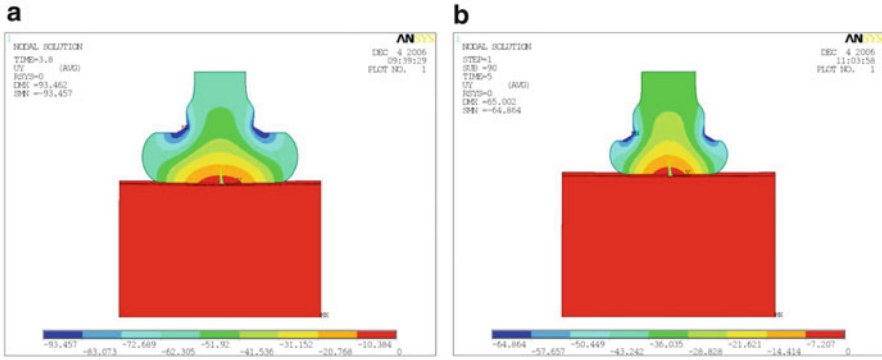 a
1
NODAL SOLUTION
TIME=3.8
UY (AVG)
RSYS=0
DMX =93.462
SMN =-93.457
ANSYS
DEC 4 2006
09:39:29
PLOT NO. 1
MX
-93.457 -72.689 -51.92 -31.152 -10.384
-83.073 -62.305 -41.536 -20.768 0
b
1
NODAL SOLUTION
STEP=1
SUB =90
TIME=5
UY (AVG)
RSYS=0
DMX =65.002
SMN =-64.864
ANSYS
DEC 4 2006
11:03:58
PLOT NO. 1
MX
-64.864 -50.449 -36.035 -21.621 -7.207
-57.657 -43.242 -28.828 -14.414 0